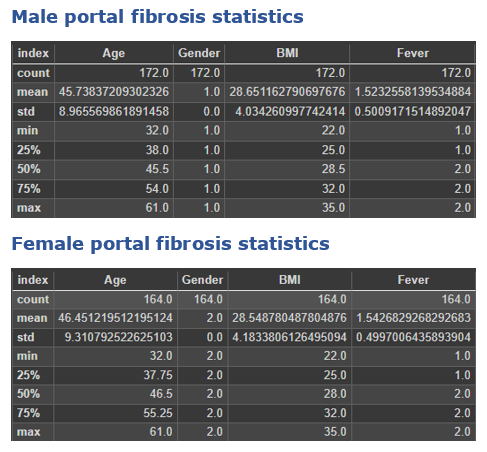 Male portal fibrosis statistics
index Age Gender BMI Fever
count 172.0 172.0 172.0 172.0
mean 45.73837209302326 1.0 28.651162790697676 1.5232558139534884
std 8.965569861891458 0.0 4.034260997742414 0.5009171514892047
min 32.0 1.0 22.0 1.0
25% 38.0 1.0 25.0 1.0
50% 45.5 1.0 28.5 2.0
75% 54.0 1.0 32.0 2.0
max 61.0 1.0 35.0 2.0
Female portal fibrosis statistics
index Age Gender BMI Fever
count 164.0 164.0 164.0 164.0
mean 46.451219512195124 2.0 28.548780487804876 1.5426829268292683
std 9.310792522625103 0.0 4.1833806126495094 0.4997006435893904
min 32.0 2.0 22.0 1.0
25% 37.75 2.0 25.0 1.0
50% 46.5 2.0 28.0 2.0
75% 55.25 2.0 32.0 2.0
max 61.0 2.0 35.0 2.0